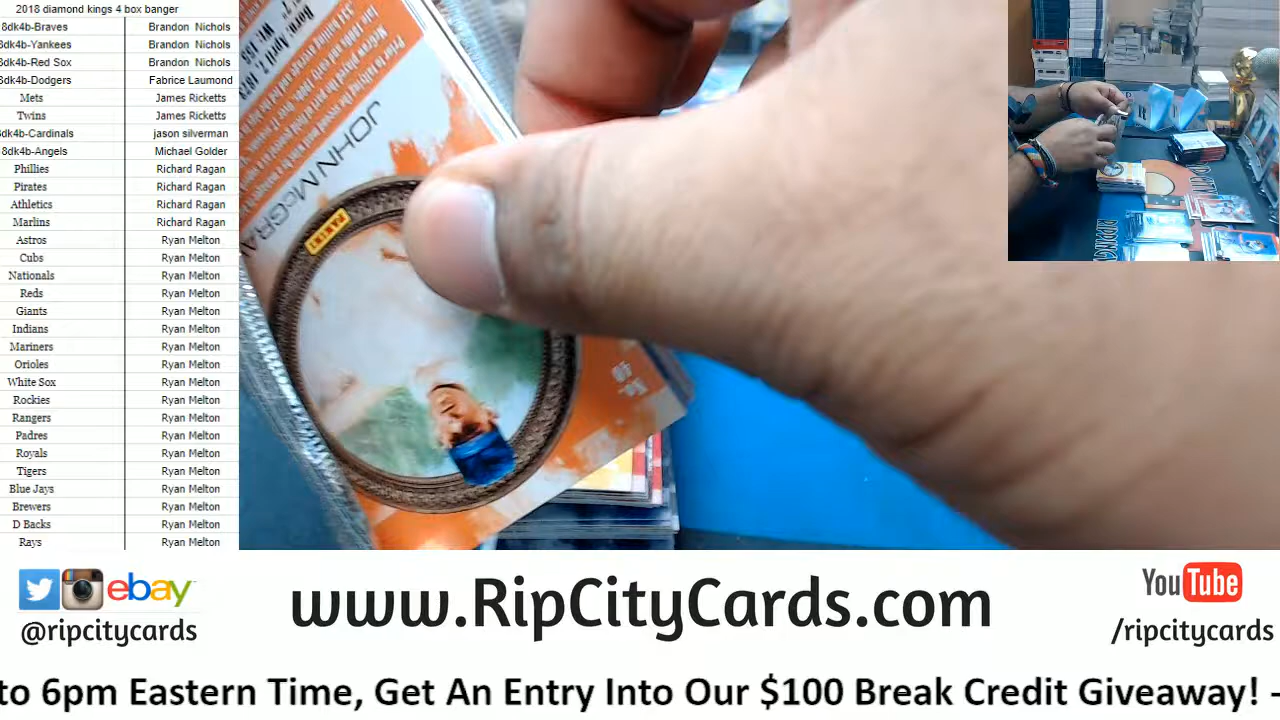 2018 diamond kings 4 box banger
8dk4b-Braves Brandon Nichols
8dk4b-Yankees Brandon Nichols
8dk4b-Red Sox Brandon Nichols
8dk4b-Dodgers Fabrice Laumond
Mets James Ricketts
Twins James Ricketts
8dk4b-Cardinals jason silverman
8dk4b-Angels Michael Golder
Phillies Richard Ragan
Pirates Richard Ragan
Athletics Richard Ragan
Marlins Richard Ragan
Astros Ryan Melton
Cubs Ryan Melton
Nationals Ryan Melton
Reds Ryan Melton
Giants Ryan Melton
Indians Ryan Melton
Mariners Ryan Melton
Orioles Ryan Melton
White Sox Ryan Melton
Rockies Ryan Melton
Rangers Ryan Melton
Padres Ryan Melton
Royals Ryan Melton
Tigers Ryan Melton
Blue Jays Ryan Melton
Brewers Ryan Melton
D Backs Ryan Melton
Rays Ryan Melton
JOHN McGRAW
PANINI
ebay
@ripcitycards
www.RipCityCards.com
YouTube
/ripcitycards
to 6pm Eastern Time, Get An Entry Into Our $100 Break Credit Giveaway! -